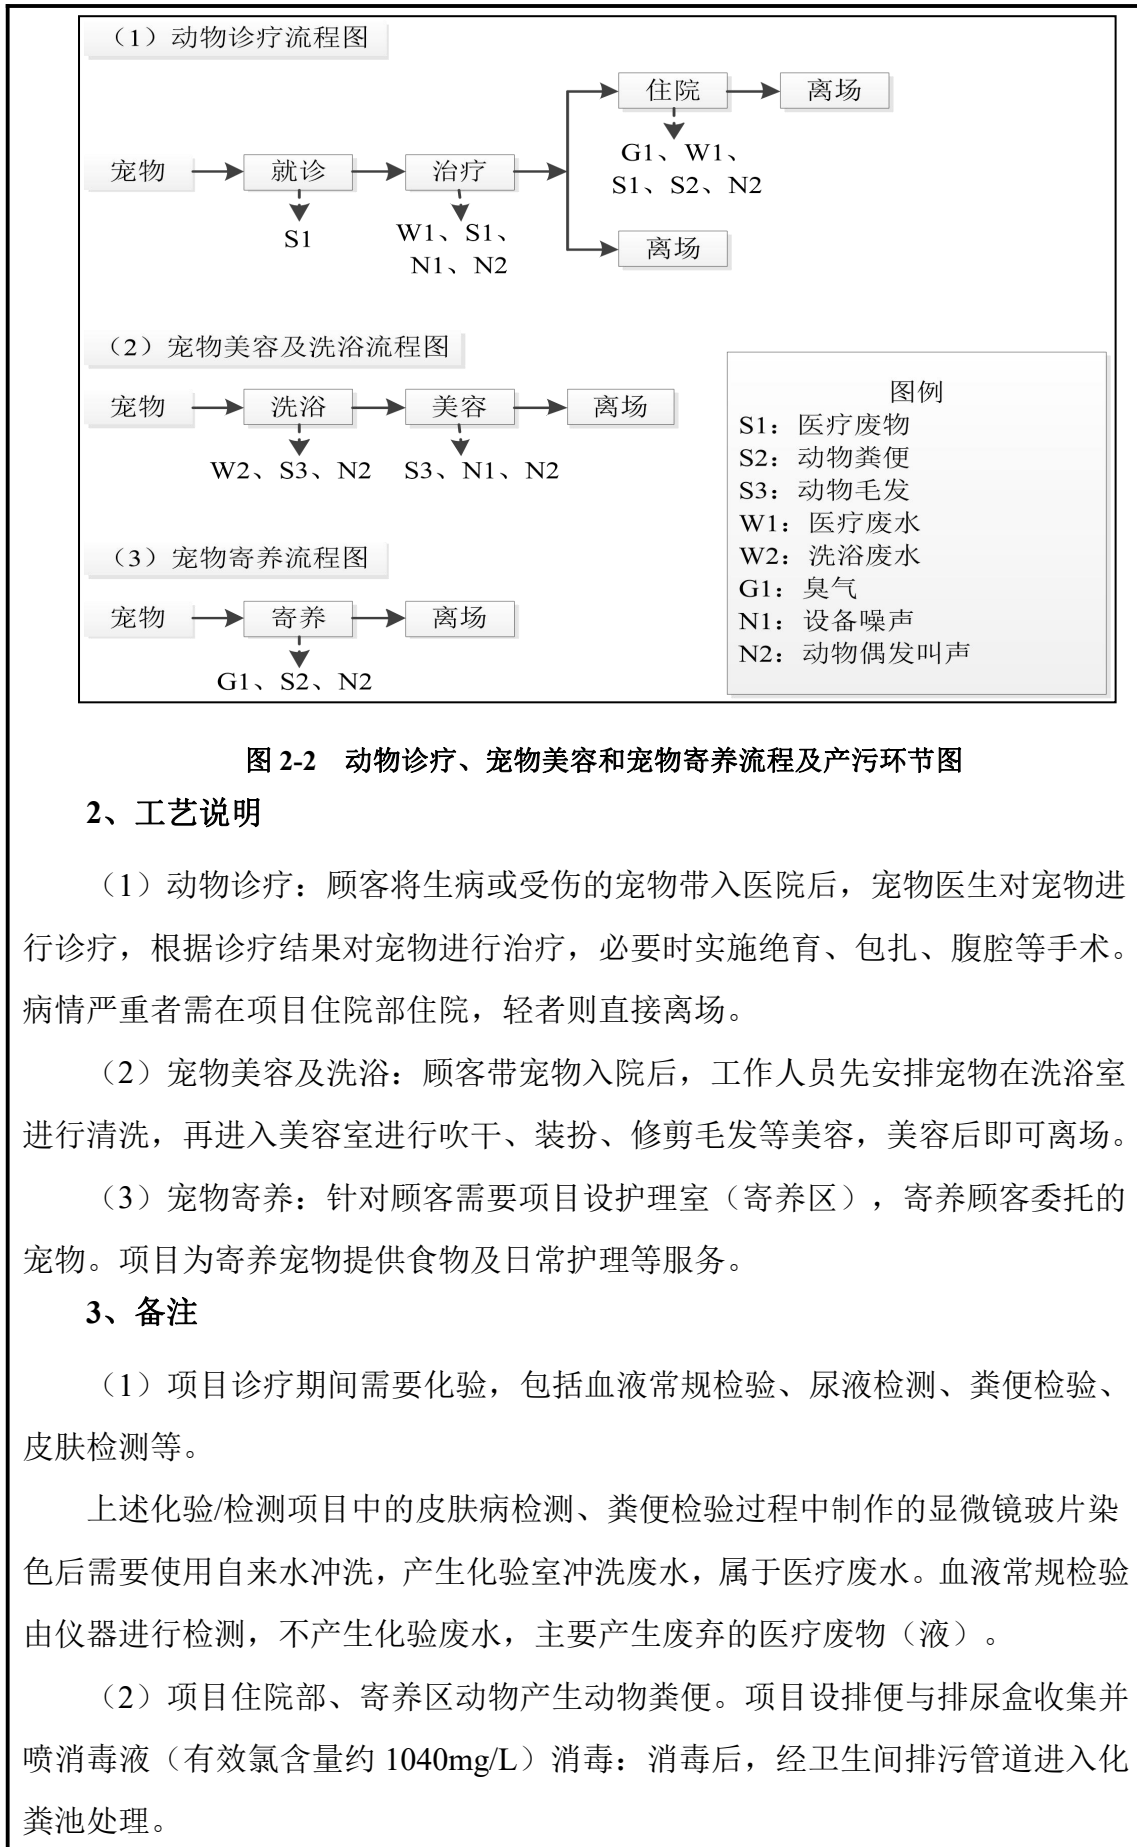 （1）动物诊疗流程图
住院
离场
G1、W1、
S1、S2、N2
宠物
就诊
治疗
S1
W1、S1、
N1、N2
离场
（2）宠物美容及洗浴流程图
宠物
洗浴
美容
离场
W2、S3、N2
S3、N1、N2
（3）宠物寄养流程图
宠物
寄养
离场
G1、S2、N2
图例
S1：医疗废物
S2：动物粪便
S3：动物毛发
W1：医疗废水
W2：洗浴废水
G1：臭气
N1：设备噪声
N2：动物偶发叫声
图 2-2 动物诊疗、宠物美容和宠物寄养流程及产污环节图
2、工艺说明
（1）动物诊疗：顾客将生病或受伤的宠物带入医院后，宠物医生对宠物进
行诊疗，根据诊疗结果对宠物进行治疗，必要时实施绝育、包扎、腹腔等手术。
病情严重者需在项目住院部住院，轻者则直接离场。
（2）宠物美容及洗浴：顾客带宠物入院后，工作人员先安排宠物在洗浴室
进行清洗，再进入美容室进行吹干、装扮、修剪毛发等美容，美容后即可离场。
（3）宠物寄养：针对顾客需要项目设护理室（寄养区），寄养顾客委托的
宠物。项目为寄养宠物提供食物及日常护理等服务。
3、备注
（1）项目诊疗期间需要化验，包括血液常规检验、尿液检测、粪便检验、
皮肤检测等。
上述化验/检测项目中的皮肤病检测、粪便检验过程中制作的显微镜玻片染
色后需要使用自来水冲洗，产生化验室冲洗废水，属于医疗废水。血液常规检验
由仪器进行检测，不产生化验废水，主要产生废弃的医疗废物（液）。
（2）项目住院部、寄养区动物产生动物粪便。项目设排便与排尿盒收集并
喷消毒液（有效氯含量约 1040mg/L）消毒：消毒后，经卫生间排污管道进入化
粪池处理。